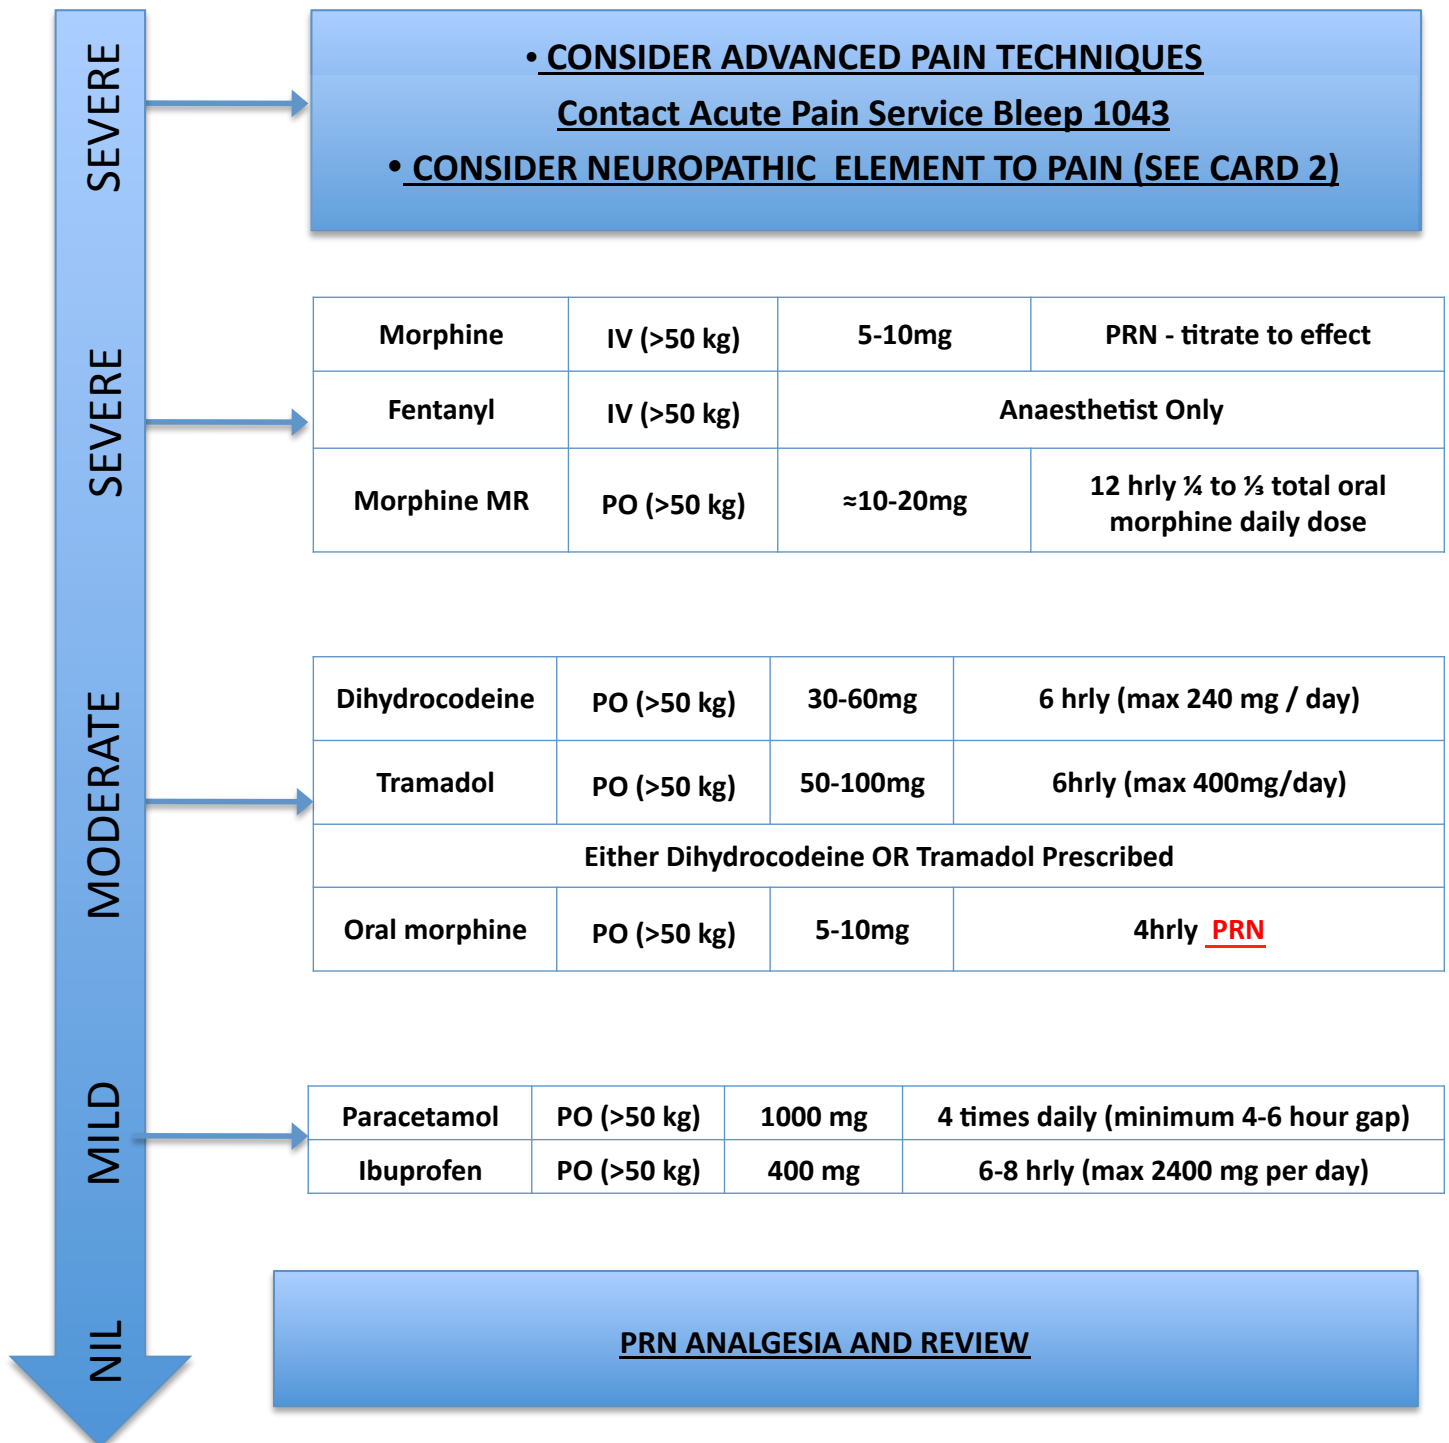 SEVERE
• CONSIDER ADVANCED PAIN TECHNIQUES
Contact Acute Pain Service Bleep 1043
• CONSIDER NEUROPATHIC ELEMENT TO PAIN (SEE CARD 2)
SEVERE
Morphine IV (>50 kg) 5-10mg PRN - titrate to effect
Fentanyl IV (>50 kg) Anaesthetist Only
Morphine MR PO (>50 kg) ≈10-20mg 12 hrly ¼ to ⅓ total oral
morphine daily dose
MODERATE
Dihydrocodeine PO (>50 kg) 30-60mg 6 hrly (max 240 mg / day)
Tramadol PO (>50 kg) 50-100mg 6hrly (max 400mg/day)
Either Dihydrocodeine OR Tramadol Prescribed
Oral morphine PO (>50 kg) 5-10mg 4hrly PRN
MILD
Paracetamol PO (>50 kg) 1000 mg 4 times daily (minimum 4-6 hour gap)
Ibuprofen PO (>50 kg) 400 mg 6-8 hrly (max 2400 mg per day)
NIL
PRN ANALGESIA AND REVIEW